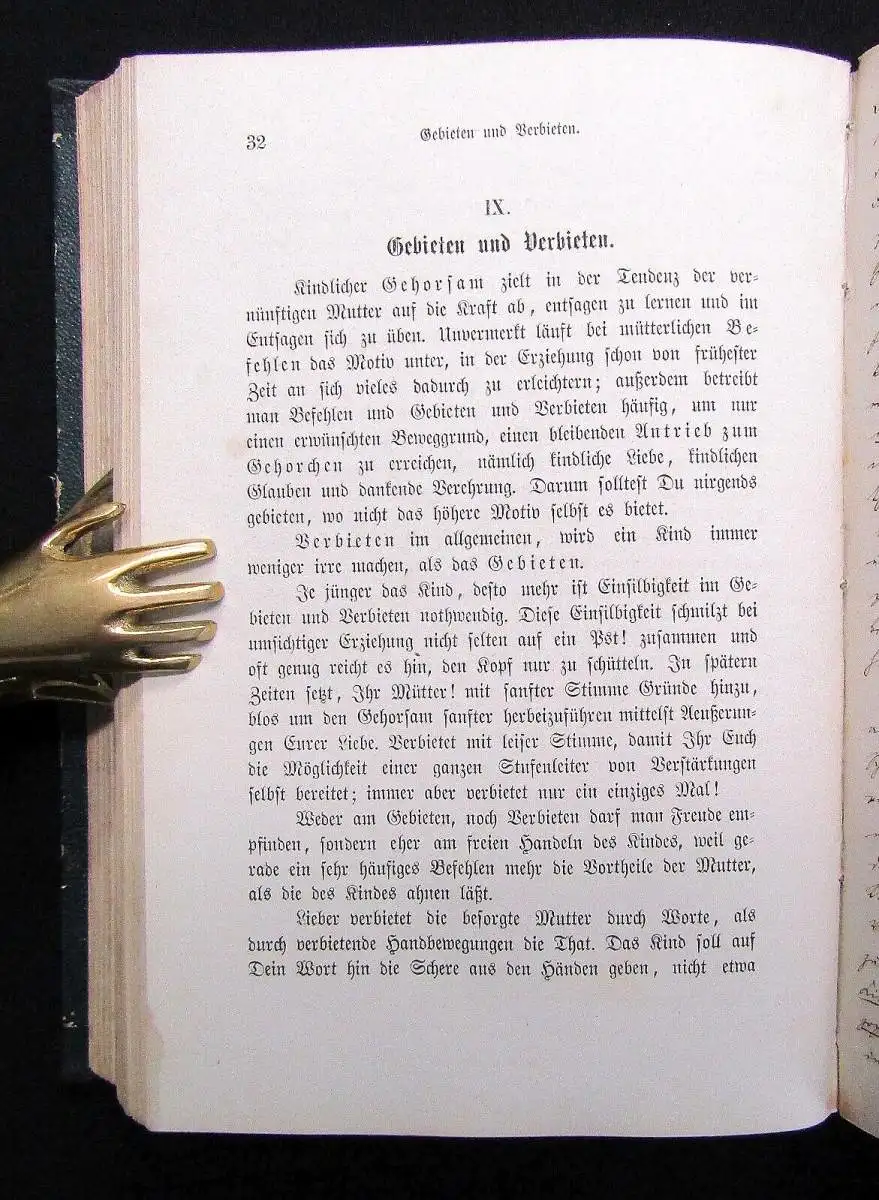 32
Gebieten und Verbieten.
IX.
Gebieten und Verbieten.
Kindlicher Gehorsam zielt in der Tendenz der ver-
nünftigen Mutter auf die Kraft ab, entsagen zu lernen und im
Entsagen sich zu üben. Unvermerkt läuft bei mütterlichen Be-
fehlen das Motiv unter, in der Erziehung schon von frühester
Zeit an sich vieles dadurch zu erleichtern; außerdem betreibt
man Befehlen und Gebieten und Verbieten häufig, um nur
einen erwünschten Beweggrund, einen bleibenden Antrieb zum
Gehorchen zu erreichen, nämlich kindliche Liebe, kindlichen
Glauben und dankende Verehrung. Darum solltest Du nirgends
gebieten, wo nicht das höhere Motiv selbst es bietet.
Verbieten im allgemeinen, wird ein Kind immer
weniger irre machen, als das Gebieten.
Je jünger das Kind, desto mehr ist Einsilbigkeit im Ge-
bieten und Verbieten nothwendig. Diese Einsilbigkeit schmilzt bei
umsichtiger Erziehung nicht selten auf ein Pst! zusammen und
oft genug reicht es hin, den Kopf nur zu schütteln. In spätern
Zeiten setzt, Ihr Mütter! mit sanfter Stimme Gründe hinzu,
blos um den Gehorsam sanfter herbeizuführen mittelst Aeußerun-
gen Eurer Liebe. Verbietet mit leiser Stimme, damit Ihr Euch
die Möglichkeit einer ganzen Stufenleiter von Verstärkungen
selbst bereitet; immer aber verbietet nur ein einziges Mal!
Weder am Gebieten, noch Verbieten darf man Freude em-
pfinden, sondern eher am freien Handeln des Kindes, weil ge-
rade ein sehr häufiges Befehlen mehr die Vortheile der Mutter,
als die des Kindes ahnen läßt.
Lieber verbietet die besorgte Mutter durch Worte, als
durch verbietende Handbewegungen die That. Das Kind soll auf
Dein Wort hin die Schere aus den Händen geben, nicht etwa